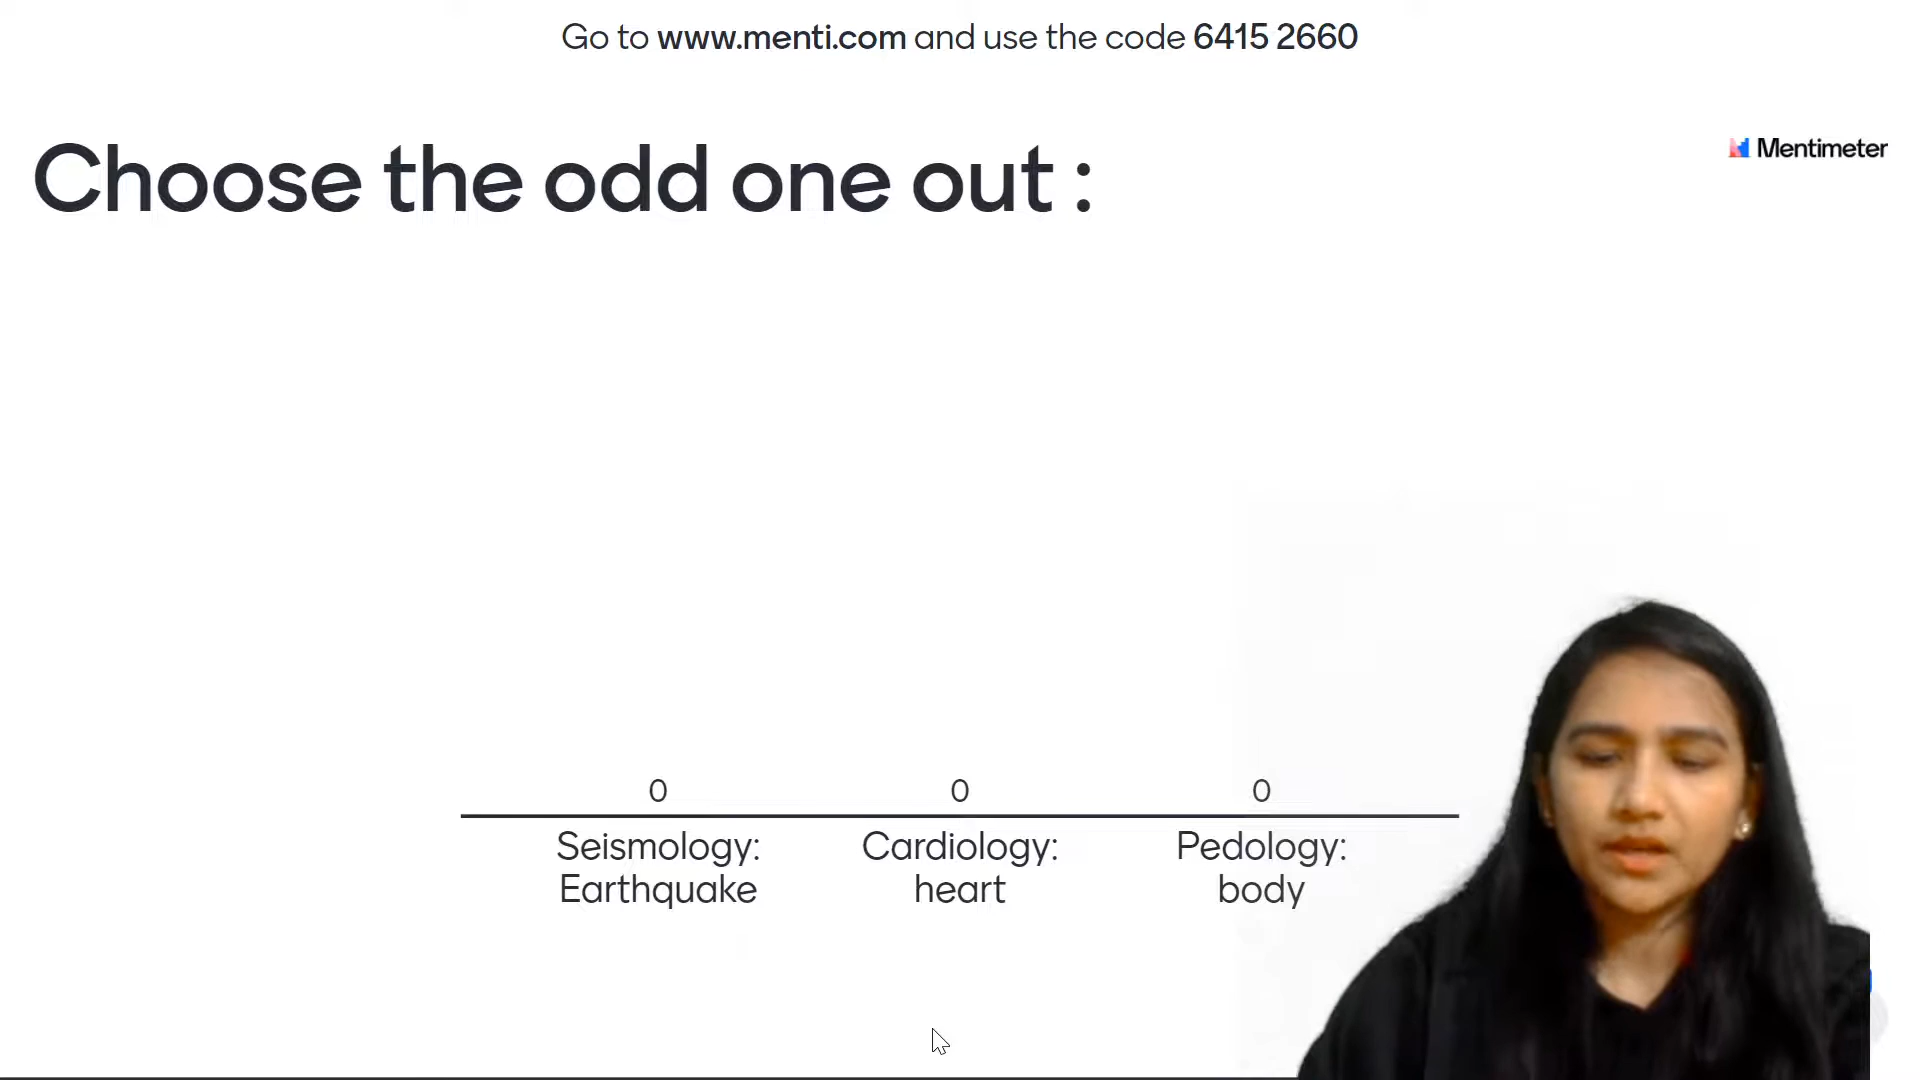 Go to www.menti.com and use the code 6415 2660
Mentimeter
Choose the odd one out :
0
0
0
Seismology:
Earthquake
Cardiology:
heart
Pedology:
body